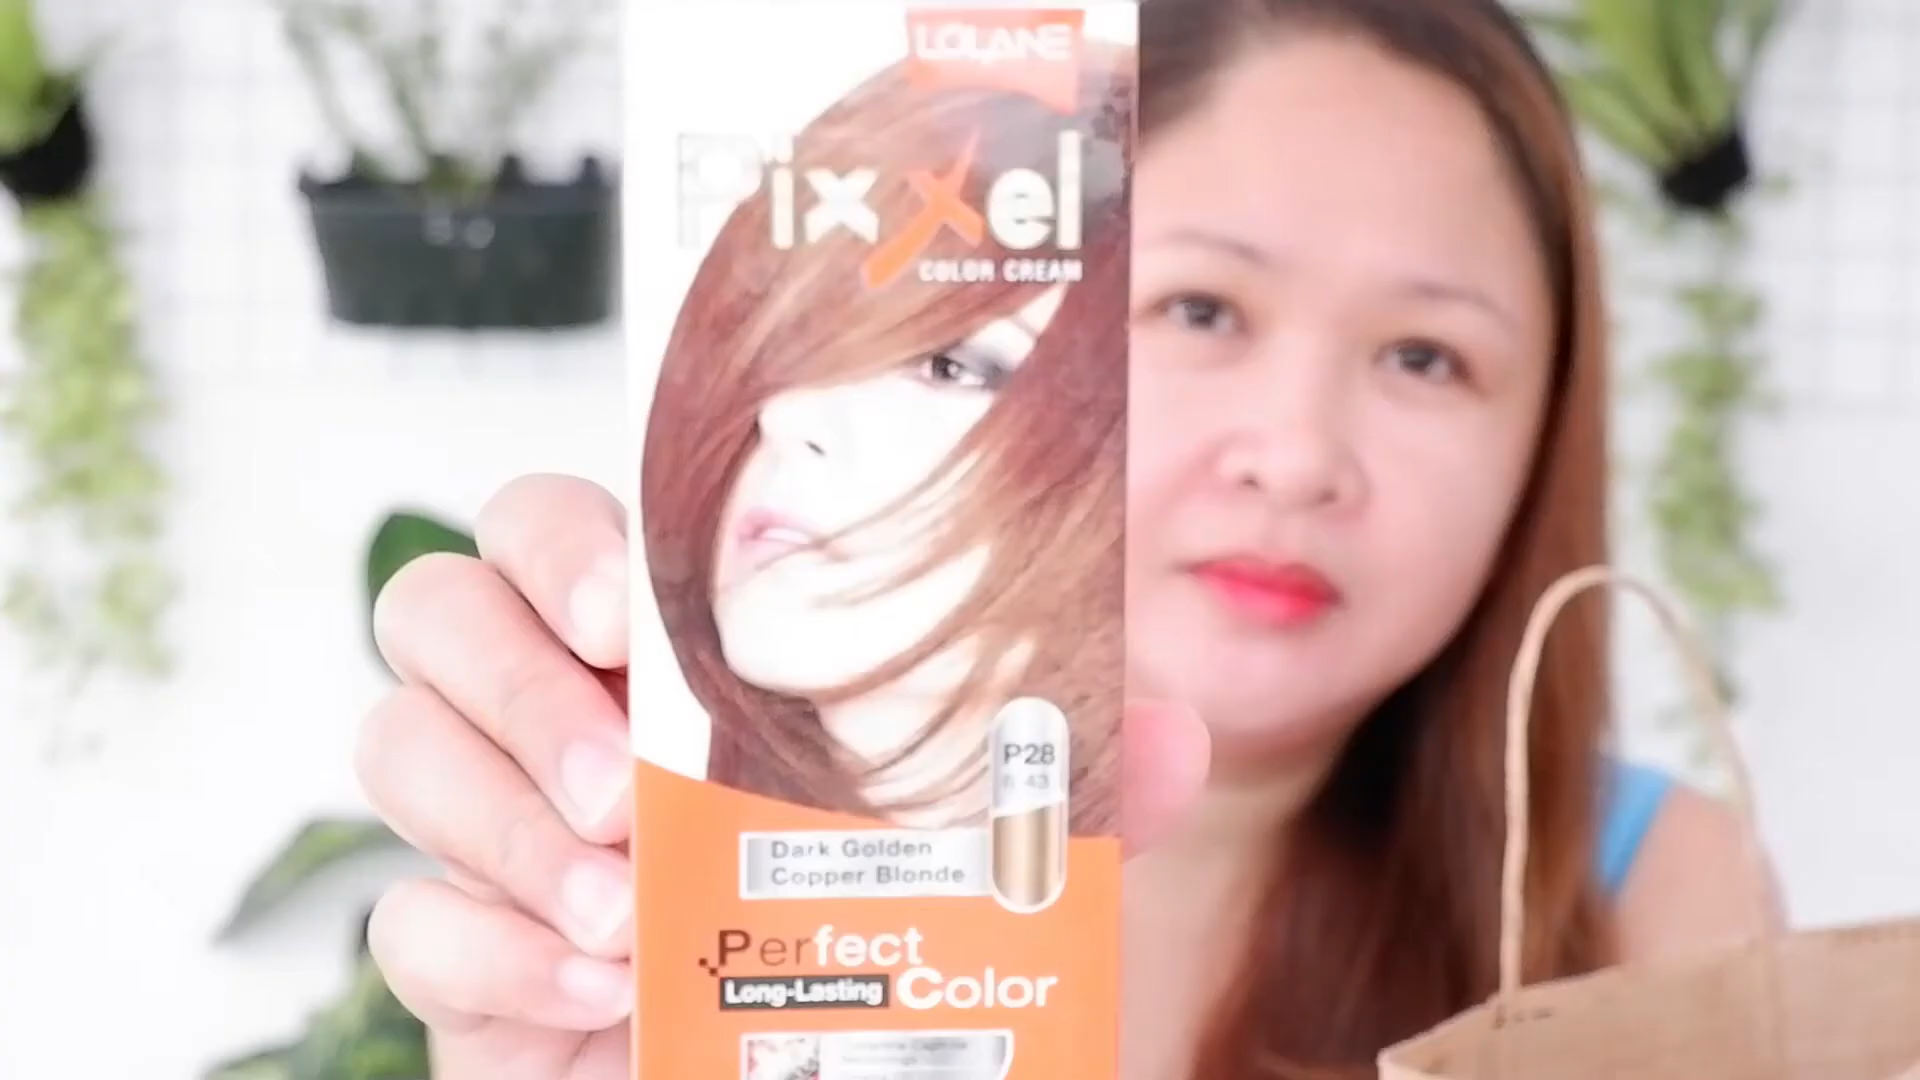 LOLANE
Pixxel
COLOR CREAM
P28
Dark Golden
Copper Blonde
Perfect
Long-Lasting Color